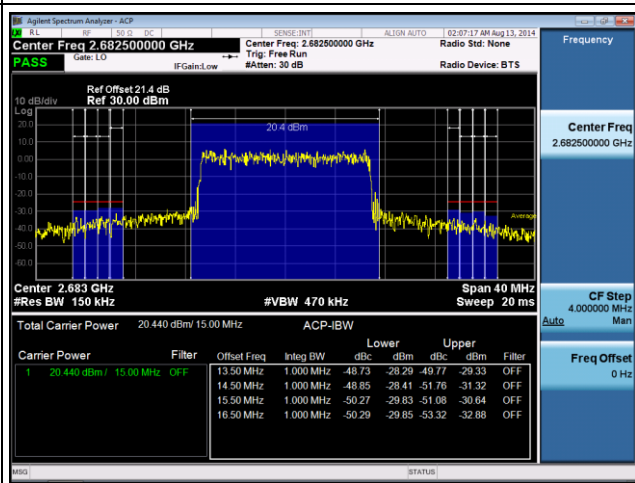 Agilent Spectrum Analyzer - ACP
RL RF 50 Ω DC SENSE:INT ALIGN AUTO 02:07:17 AM Aug 13, 2014
Center Freq 2.682500000 GHz Center Freq: 2.682500000 GHz Radio Std: None
PASS Gate: LO Trig: Free Run
IFGain:Low #Atten: 30 dB Radio Device: BTS
Frequency
Ref Offset 21.4 dB
10 dB/div Ref 30.00 dBm
Log
20.0
10.0
0.00
-10.0
-20.0
-30.0
-40.0
-50.0
-60.0
20.4 dBm
Average
Center Freq
2.682500000 GHz
Center 2.683 GHz Span 40 MHz
#Res BW 150 kHz #VBW 470 kHz Sweep 20 ms
CF Step
4.000000 MHz
Auto Man
Total Carrier Power 20.440 dBm/ 15.00 MHz ACP-IBW
Lower Upper
Carrier Power Filter Offset Freq Integ BW dBc dBm dBc dBm Filter
1 20.440 dBm / 15.00 MHz OFF 13.50 MHz 1.000 MHz -48.73 -28.29 -49.77 -29.33 OFF
14.50 MHz 1.000 MHz -48.85 -28.41 -51.76 -31.32 OFF
15.50 MHz 1.000 MHz -50.27 -29.83 -51.08 -30.64 OFF
16.50 MHz 1.000 MHz -50.29 -29.85 -53.32 -32.88 OFF
Freq Offset
0 Hz
MSG STATUS